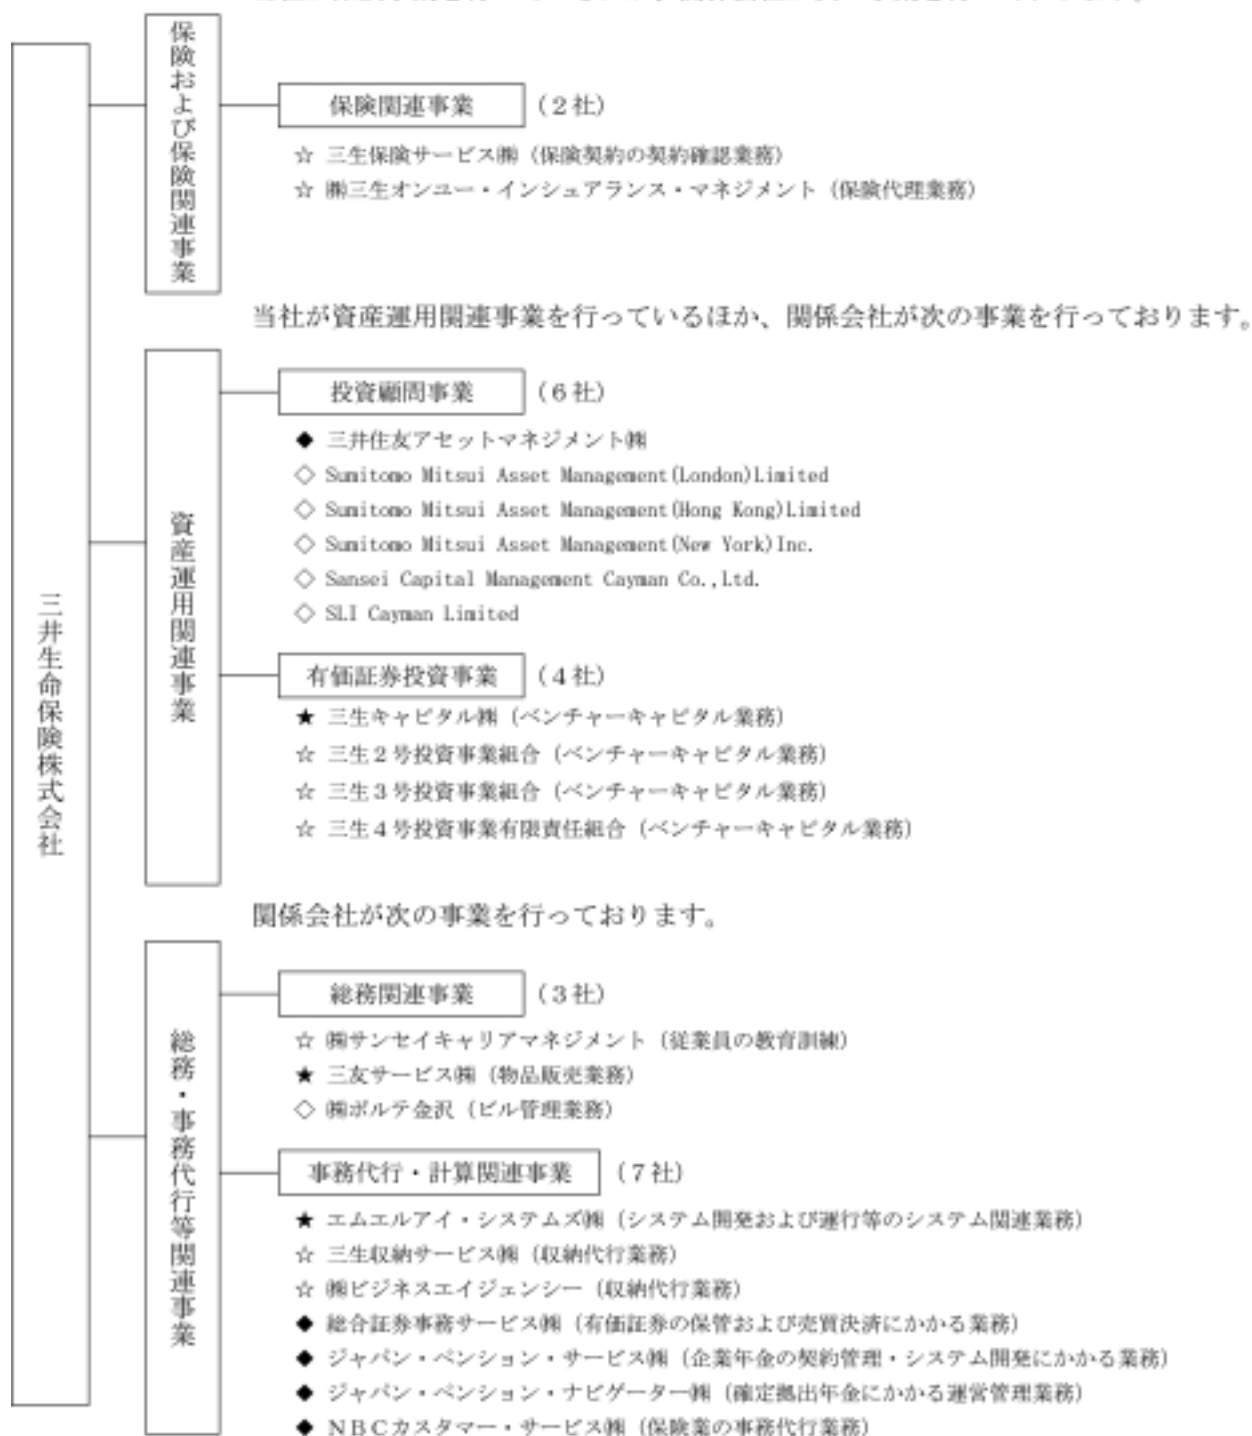 三井生命保険株式会社
保険および保険関連事業
保険関連事業 (2社)
☆ 三生保険サービス㈱ (保険契約の契約確認業務)
☆ ㈱三生オンユー・インシュアランス・マネジメント (保険代理業務)
当社が資産運用関連事業を行っているほか、関係会社が次の事業を行っております。
資産運用関連事業
投資顧問事業 (6社)
◆ 三井住友アセットマネジメント㈱
◇ Sumitomo Mitsui Asset Management(London)Limited
◇ Sumitomo Mitsui Asset Management(Hong Kong)Limited
◇ Sumitomo Mitsui Asset Management(New York)Inc.
◇ Sansei Capital Management Cayman Co.,Ltd.
◇ SLI Cayman Limited
有価証券投資事業 (4社)
★ 三生キャピタル㈱ (ベンチャーキャピタル業務)
☆ 三生2号投資事業組合 (ベンチャーキャピタル業務)
☆ 三生3号投資事業組合 (ベンチャーキャピタル業務)
☆ 三生4号投資事業有限責任組合 (ベンチャーキャピタル業務)
関係会社が次の事業を行っております。
総務・事務代行等関連事業
総務関連事業 (3社)
☆ ㈱サンセイキャリアマネジメント (従業員の教育訓練)
★ 三友サービス㈱ (物品販売業務)
◇ ㈱ポルテ金沢 (ビル管理業務)
事務代行・計算関連事業 (7社)
★ エムエルアイ・システムズ㈱ (システム開発および運行等のシステム関連業務)
☆ 三生収納サービス㈱ (収納代行業務)
☆ ㈱ビジネスエイジェンシー (収納代行業務)
◆ 総合証券事務サービス㈱ (有価証券の保管および売買決済にかかる業務)
◆ ジャパン・ペンション・サービス㈱ (企業年金の契約管理・システム開発にかかる業務)
◆ ジャパン・ペンション・ナビゲーター㈱ (確定拠出年金にかかる運営管理業務)
◆ NBCカスタマー・サービス㈱ (保険業の事務代行業務)